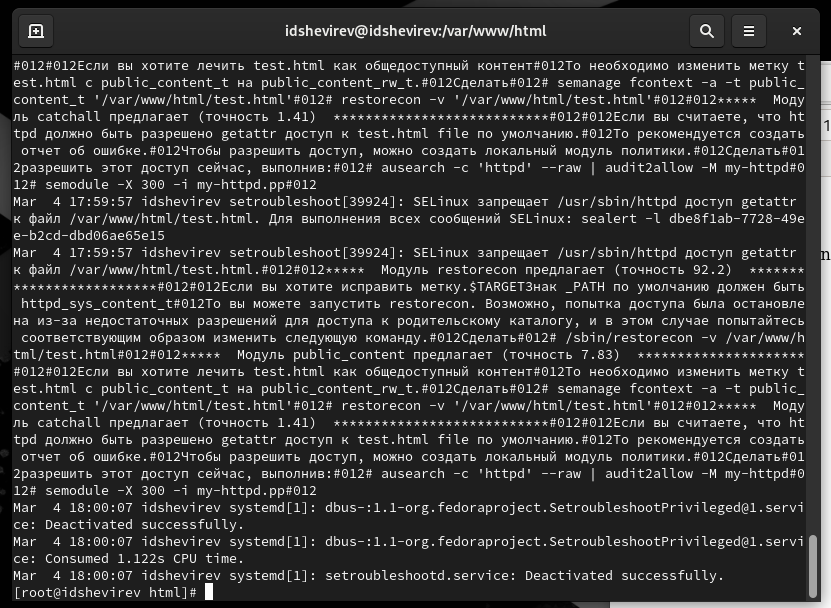 idshevirev@idshevirev:/var/www/html
#012#012Если вы хотите лечить test.html как общедоступный контент#012То необходимо изменить метку t
est.html с public_content_t на public_content_rw_t.#012Сделать#012# semanage fcontext -a -t public_
content_t '/var/www/html/test.html'#012# restorecon -v '/var/www/html/test.html'#012#012*****  Моду
ль catchall предлагает (точность 1.41)  **************************#012#012Если вы считаете, что ht
tpd должно быть разрешено getattr доступ к test.html file по умолчанию.#012То рекомендуется создать
 отчет об ошибке.#012Чтобы разрешить доступ, можно создать локальный модуль политики.#012Сделать#01
2разрешить этот доступ сейчас, выполнив:#012# ausearch -c 'httpd' --raw | audit2allow -M my-httpd#0
12# semodule -X 300 -i my-httpd.pp#012
Mar  4 17:59:57 idshevirev setroubleshoot[39924]: SELinux запрещает /usr/sbin/httpd доступ getattr
к файл /var/www/html/test.html. Для выполнения всех сообщений SELinux: sealert -l dbe8f1ab-7728-49e
e-b2cd-dbd06ae65e15
Mar  4 17:59:57 idshevirev setroubleshoot[39924]: SELinux запрещает /usr/sbin/httpd доступ getattr
к файл /var/www/html/test.html.#012#012*****  Модуль restorecon предлагает (точность 92.2)  *******
*****************#012#012Если вы хотите исправить метку.$TARGETЗнак _PATH по умолчанию должен быть
 httpd_sys_content_t#012То вы можете запустить restorecon. Возможно, попытка доступа была остановле
на из-за недостаточных разрешений для доступа к родительскому каталогу, и в этом случае попытайтесь
 соответствующим образом изменить следующую команду.#012Сделать#012# /sbin/restorecon -v /var/www/h
tml/test.html#012#012*****  Модуль public_content предлагает (точность 7.83)  *********************
#012#012Если вы хотите лечить test.html как общедоступный контент#012То необходимо изменить метку t
est.html с public_content_t на public_content_rw_t.#012Сделать#012# semanage fcontext -a -t public_
content_t '/var/www/html/test.html'#012# restorecon -v '/var/www/html/test.html'#012#012*****  Моду
ль catchall предлагает (точность 1.41)  **************************#012#012Если вы считаете, что ht
tpd должно быть разрешено getattr доступ к test.html file по умолчанию.#012То рекомендуется создать
 отчет об ошибке.#012Чтобы разрешить доступ, можно создать локальный модуль политики.#012Сделать#01
2разрешить этот доступ сейчас, выполнив:#012# ausearch -c 'httpd' --raw | audit2allow -M my-httpd#0
12# semodule -X 300 -i my-httpd.pp#012
Mar  4 18:00:07 idshevirev systemd[1]: dbus-:1.1-org.fedoraproject.SetroubleshootPrivileged@1.servi
ce: Deactivated successfully.
Mar  4 18:00:07 idshevirev systemd[1]: dbus-:1.1-org.fedoraproject.SetroubleshootPrivileged@1.servi
ce: Consumed 1.122s CPU time.
Mar  4 18:00:07 idshevirev systemd[1]: setroubleshootd.service: Deactivated successfully.
[root@idshevirev html]#